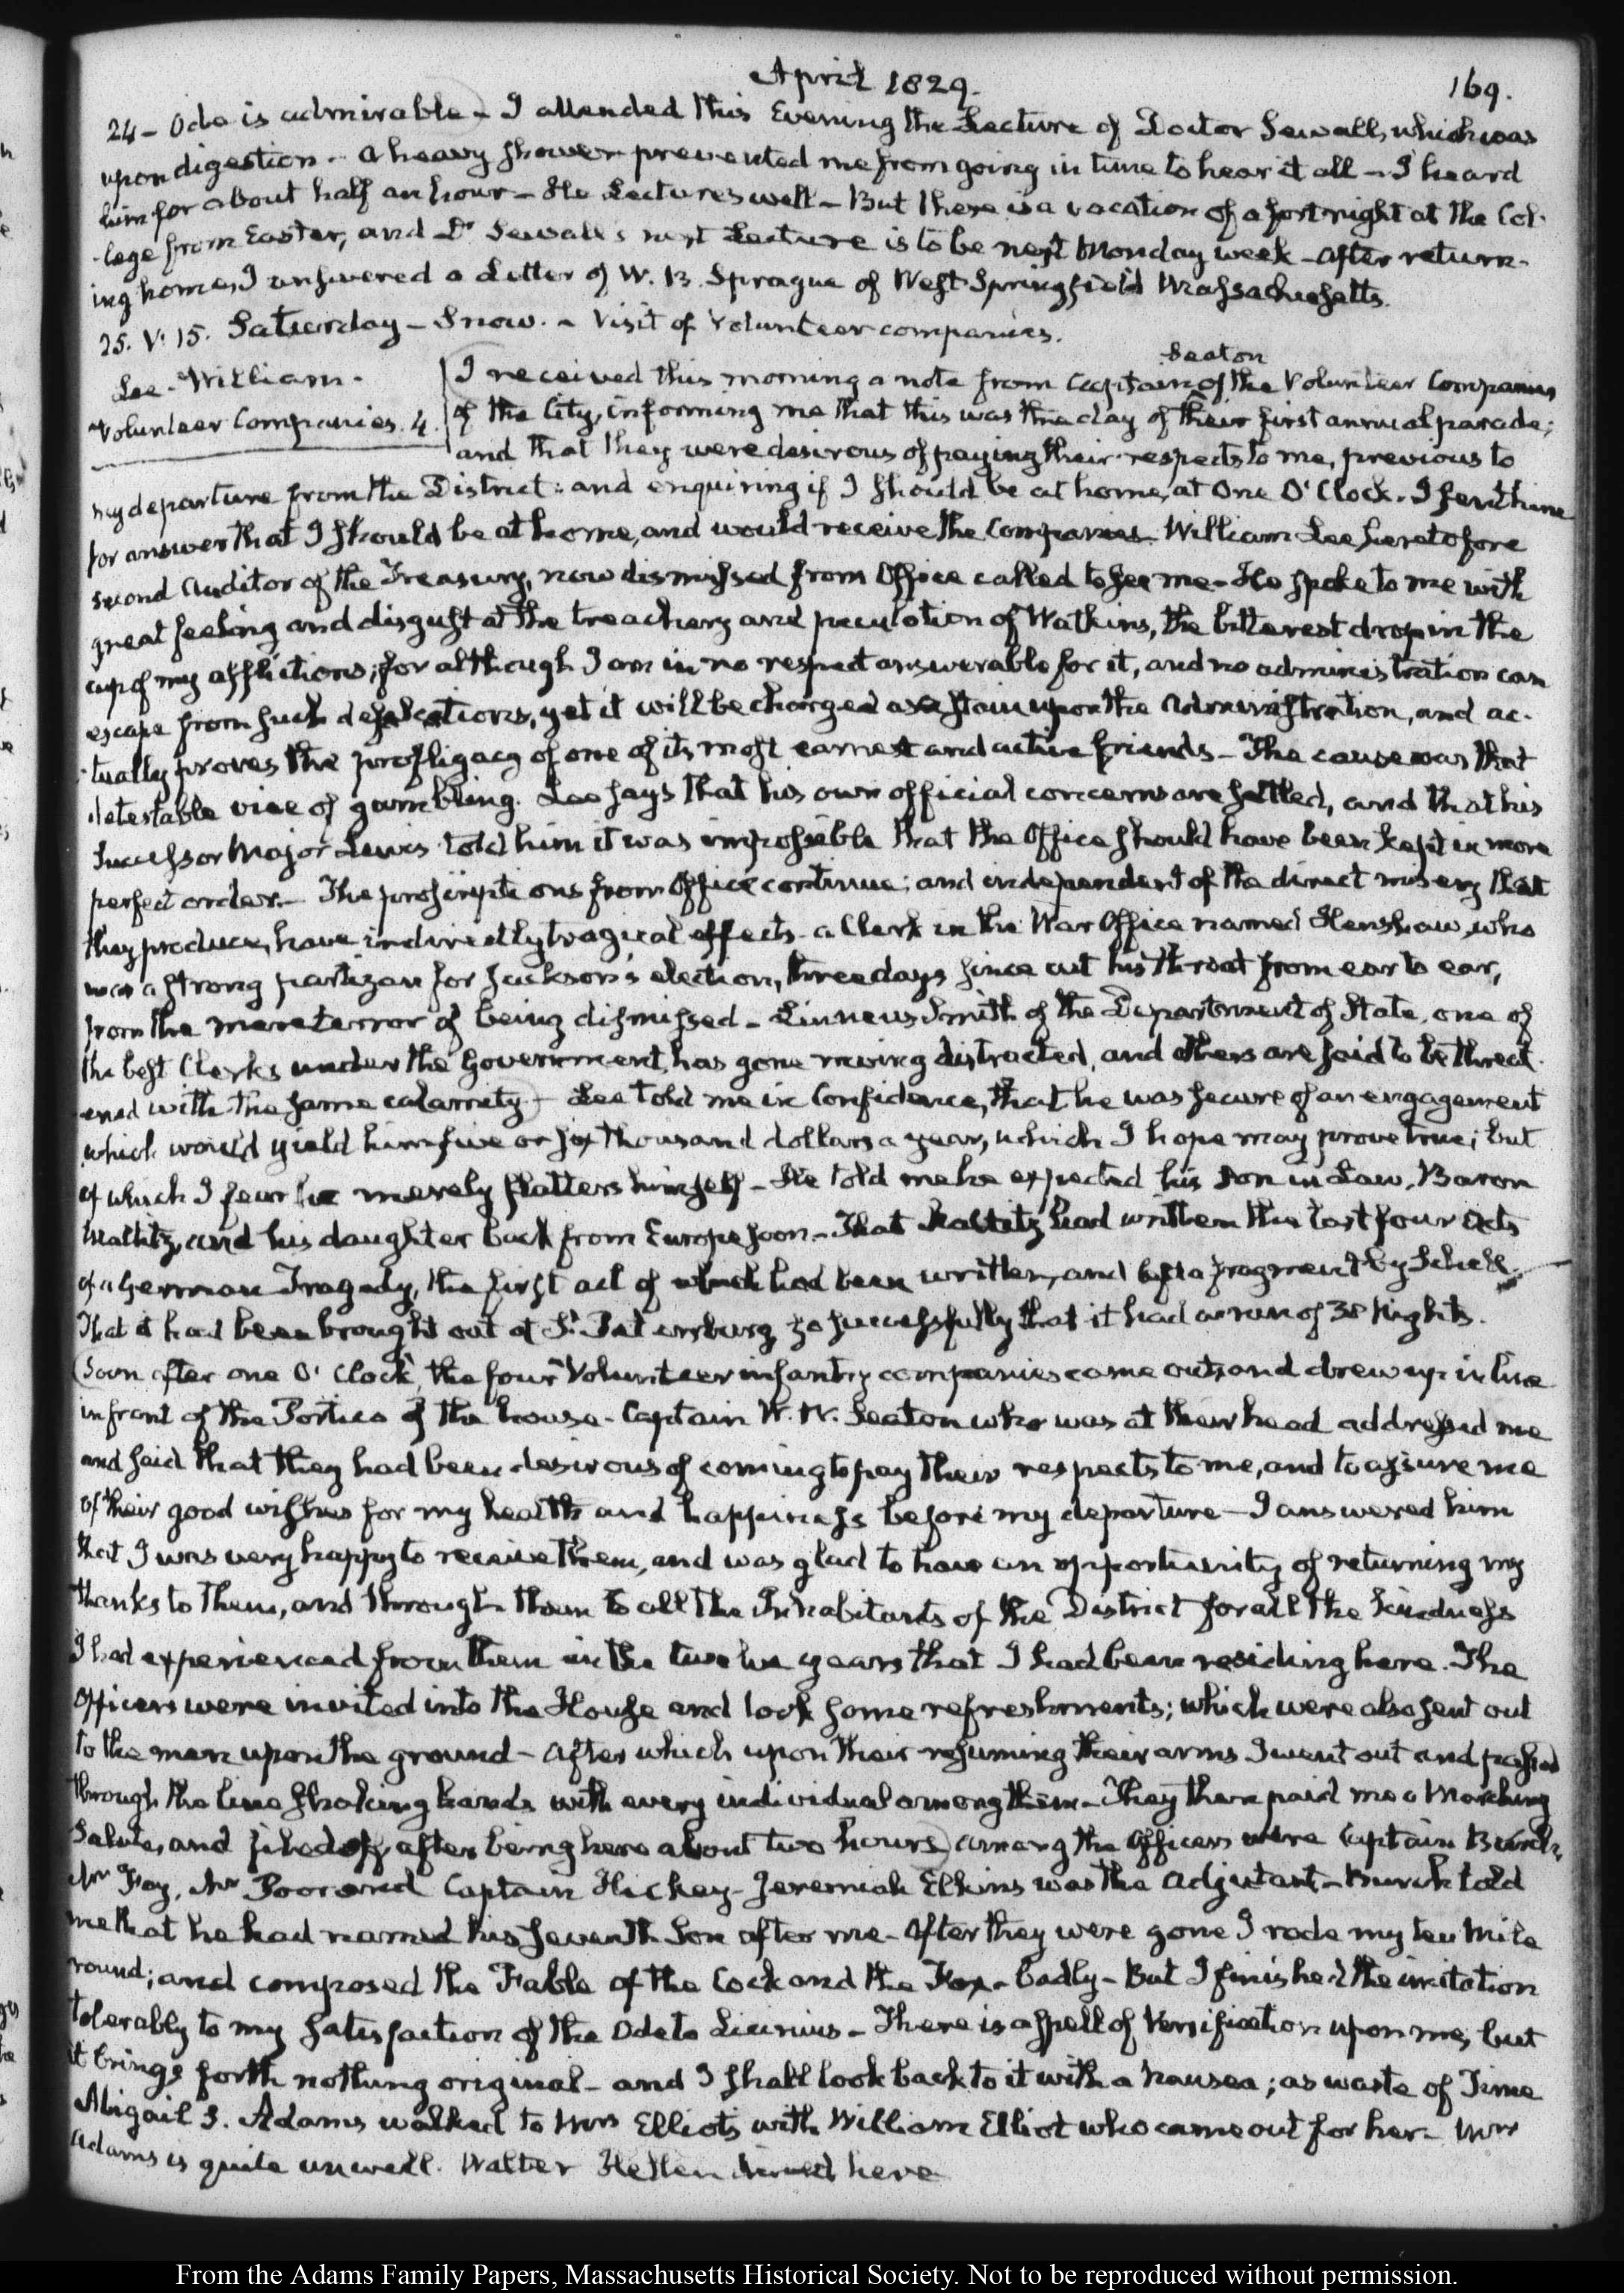 April 1829.
169.
24 - Ode is admirable - I attended this Evening the Lecture of Doctor Sewall, which was
upon digestion - A heavy shower prevented me from going in time to hear it all - I heard
him for about half an hour - He Lectures well - But there is a vacation of a fortnight at the Col-
-lege from Easter, and Dr Sewall's next Lecture is to be next Monday week - After return-
ing home, I answered a Letter of W. B. Sprague of West Springfield Massachusetts.
25. V: 15. Saturday - Snow. - Visit of Volunteer companies.
Lee - William.
Volunteer Companies. 4.
Seaton
I received this morning a note from Captain of the Volunteer Companies
of the City, informing me that this was the day of their first annual parade;
and that they were desirous of paying their respects to me, previous to
my departure from the District: and enquiring if I should be at home, at One O'Clock. I sent him
for answer that I should be at home, and would receive the Companies. William Lee heretofore
second Auditor of the Treasury, now dismissed from Office called to see me - He spoke to me with
great feeling and disgust at the treachery and peculation of Watkins, the bitterest drop in the
cup of my afflictions; for although I am in no respect answerable for it, and no administration can
escape from such defalcations, yet it will be charged as a stain upon the Administration, and ac-
-tually proves the profligacy of one of its most earnest and active friends - The cause was that
detestable vice of gambling. Lee says that his own official concerns are settled, and that his
successor Major Lewis told him it was impossible that the Office should have been kept in more
perfect order. - The proscriptions from Office continue; and independent of the direct misery that
they produce, have indirectly tragical effects - a Clerk in the War Office named Henshaw, who
was a strong partizan for Jackson's election, three days since cut his throat from ear to ear,
from the mere terror of being dismissed - Linneus Smith of the Department of State, one of
the best Clerks under the Government, has gone raving distracted, and others are said to be threat-
ened with the same calamity - Lee told me in Confidence, that he was secure of an engagement
which would yield him five or six thousand dollars a year, which I hope may prove true; but
of which I fear he merely flatters himself - He told me he expected his Son in Law, Baron
Maltitz, and his daughter back from Europe soon - That Maltitz had written the last four Acts
of a German Tragedy, the first act of which had been written, and left a fragment by Schiller.
That it had been brought out at St. Petersburg so successfully that it had a run of 38 Nights.
(Soon after one O'Clock, the four Volunteer infantry companies came out, and drew up in line
in front of the Portico of the house - Captain W. W. Seaton who was at their head addressed me
and said that they had been desirous of coming to pay their respects to me, and to assure me
of their good wishes for my health and happiness before my departure - I answered him
that I was very happy to receive them, and was glad to have an opportunity of returning my
thanks to them, and through them to all the Inhabitants of the District for all the kindness
I had experienced from them in the twelve years that I had been residing here. The
Officers were invited into the House and took some refreshments; which were also sent out
to the men upon the ground - After which upon their resuming their arms I went out and passed
through the line shaking hands with every individual among them - They then paid me a Marching
Salute, and filed off, after being here about two hours) Among the Officers were Captain Burch,
Mr Fay, Mr Poor and Captain Hickey - Jeremiah Elkins was the Adjutant - Burch told
me that he had named his seventh Son after me - After they were gone I rode my ten Mile
round; and composed the Fable of the Cock and the Fox - badly - But I finished the imitation
tolerably to my satisfaction of the Ode to Licinius - There is a spell of Versification upon me; but
it brings forth nothing original - and I shall look back to it with a nausea; as waste of Time
Abigail S. Adams walked to Mrs Elliots with William Elliot who came out for her - Mrs
Adams is quite unwell. Walter Hellen dined here
From the Adams Family Papers, Massachusetts Historical Society. Not to be reproduced without permission.